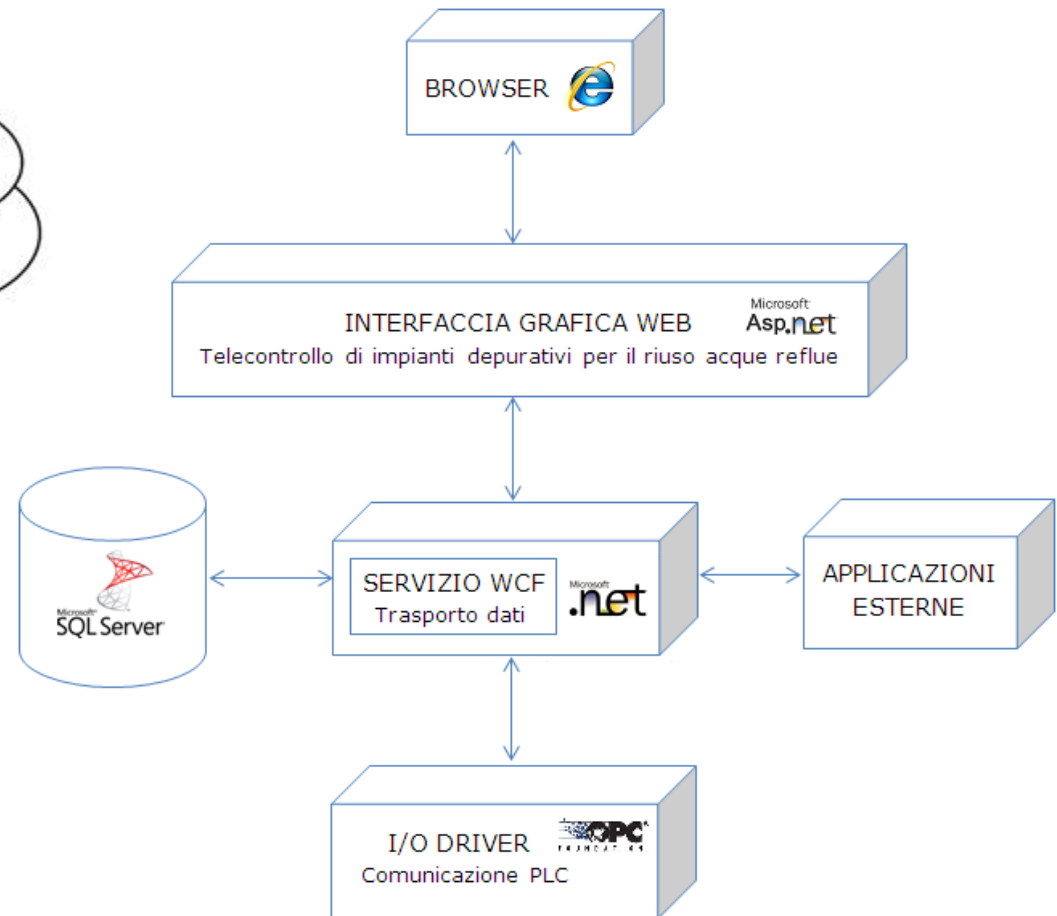 BROWSER
Microsoft
Asp.net
INTERFACCIA GRAFICA WEB
Telecontrollo di impianti depurativi per il riuso acque reflue
Microsoft
SQL Server
SERVIZIO WCF
Trasporto dati
Microsoft
.net
APPLICAZIONI
ESTERNE
I/O DRIVER
OPC
FOUNDATION
Comunicazione PLC